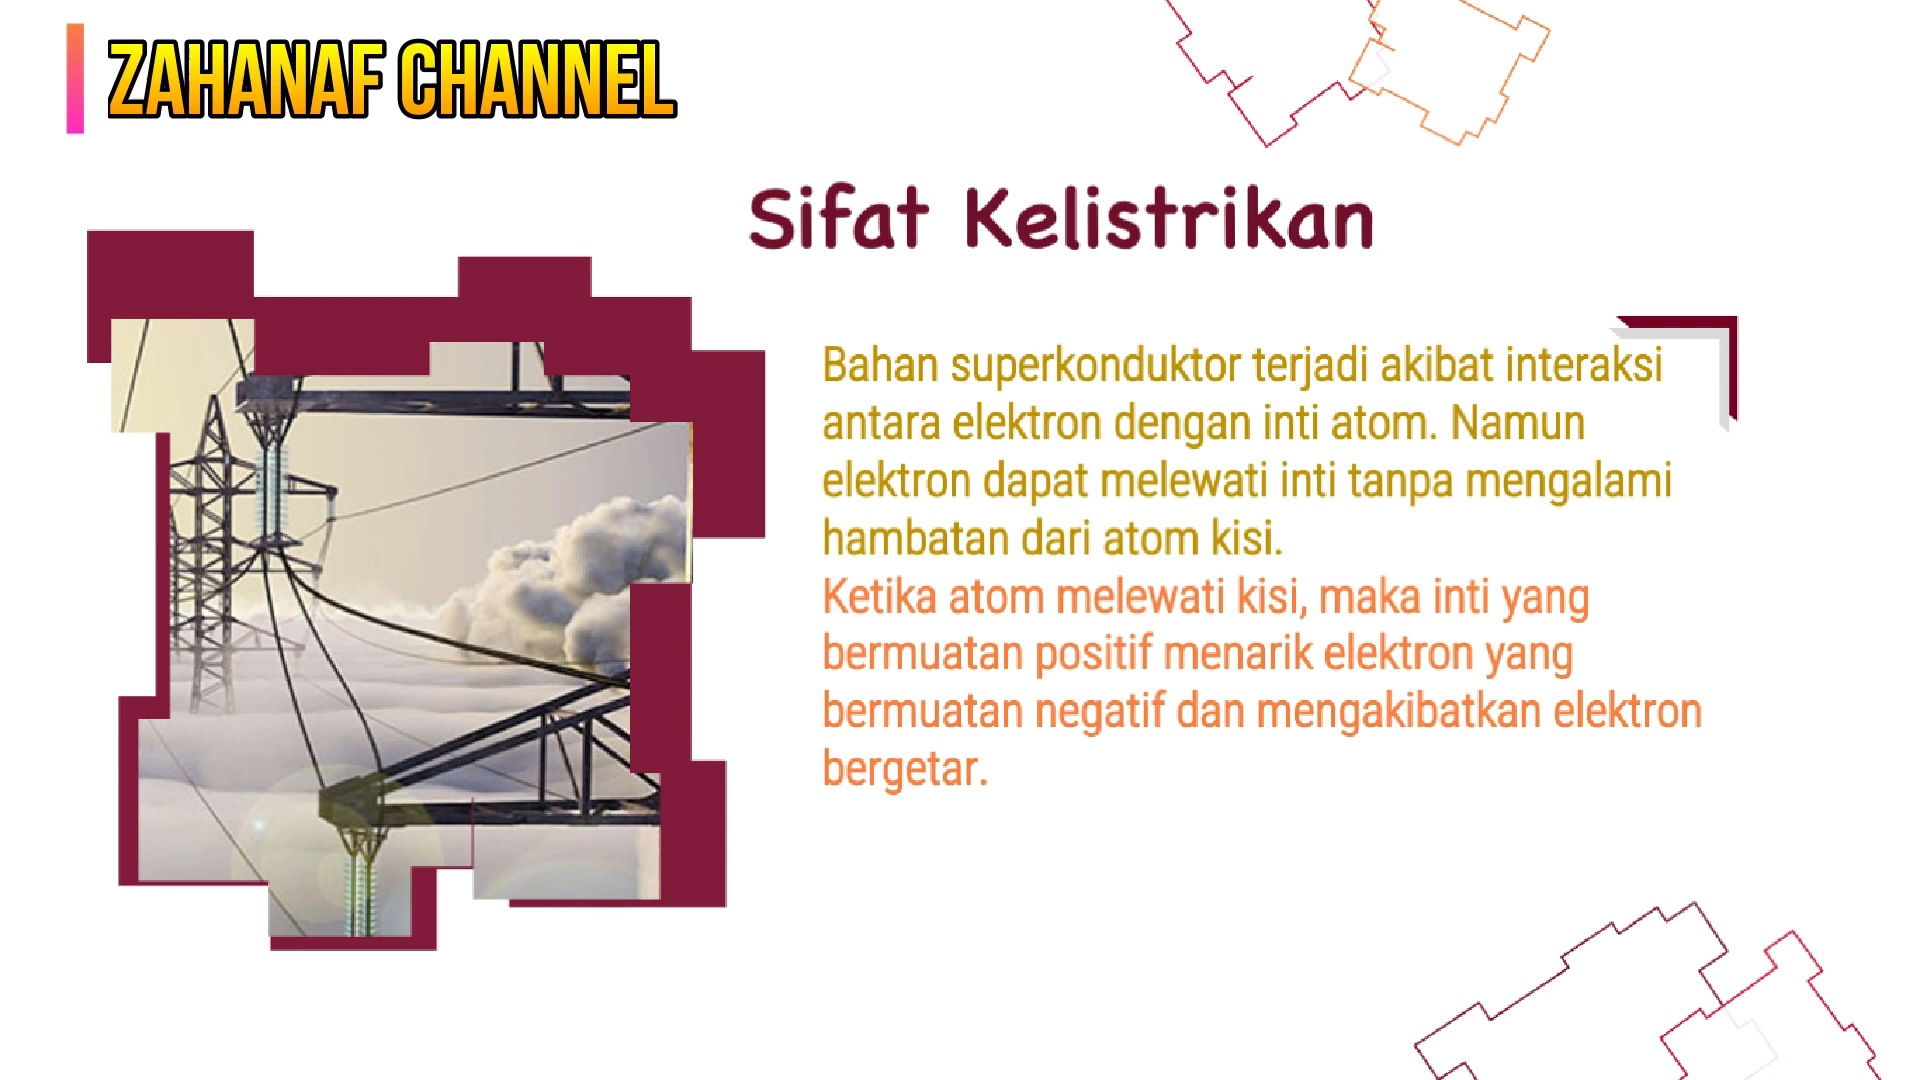 ZAHANAF CHANNEL
Sifat Kelistrikan
Bahan superkonduktor terjadi akibat interaksi
antara elektron dengan inti atom. Namun
elektron dapat melewati inti tanpa mengalami
hambatan dari atom kisi.
Ketika atom melewati kisi, maka inti yang
bermuatan positif menarik elektron yang
bermuatan negatif dan mengakibatkan elektron
bergetar.